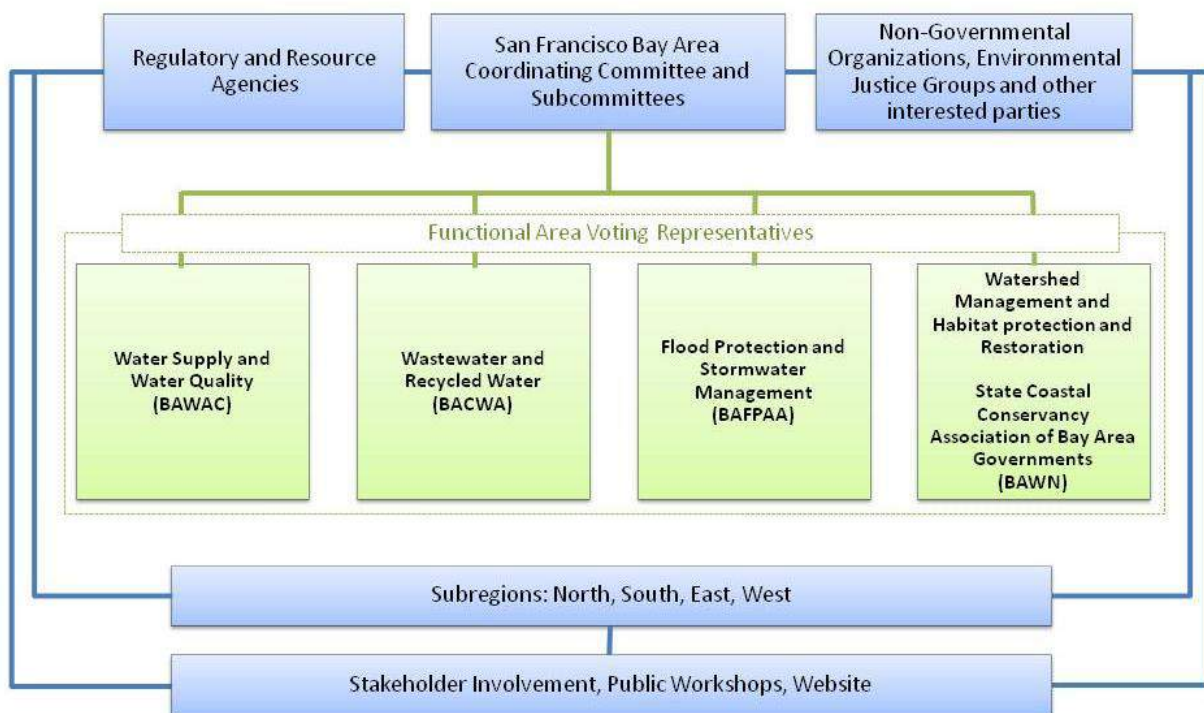 Regulatory and Resource
Agencies
San Francisco Bay Area
Coordinating Committee and
Subcommittees
Non-Governmental
Organizations, Environmental
Justice Groups and other
interested parties
Functional Area Voting Representatives
Water Supply and
Water Quality
(BAWAC)
Wastewater and
Recycled Water
(BACWA)
Flood Protection and
Stormwater
Management
(BAFPAA)
Watershed
Management and
Habitat protection and
Restoration
State Coastal
Conservancy
Association of Bay Area
Governments
(BAWN)
Subregions: North, South, East, West
Stakeholder Involvement, Public Workshops, Website